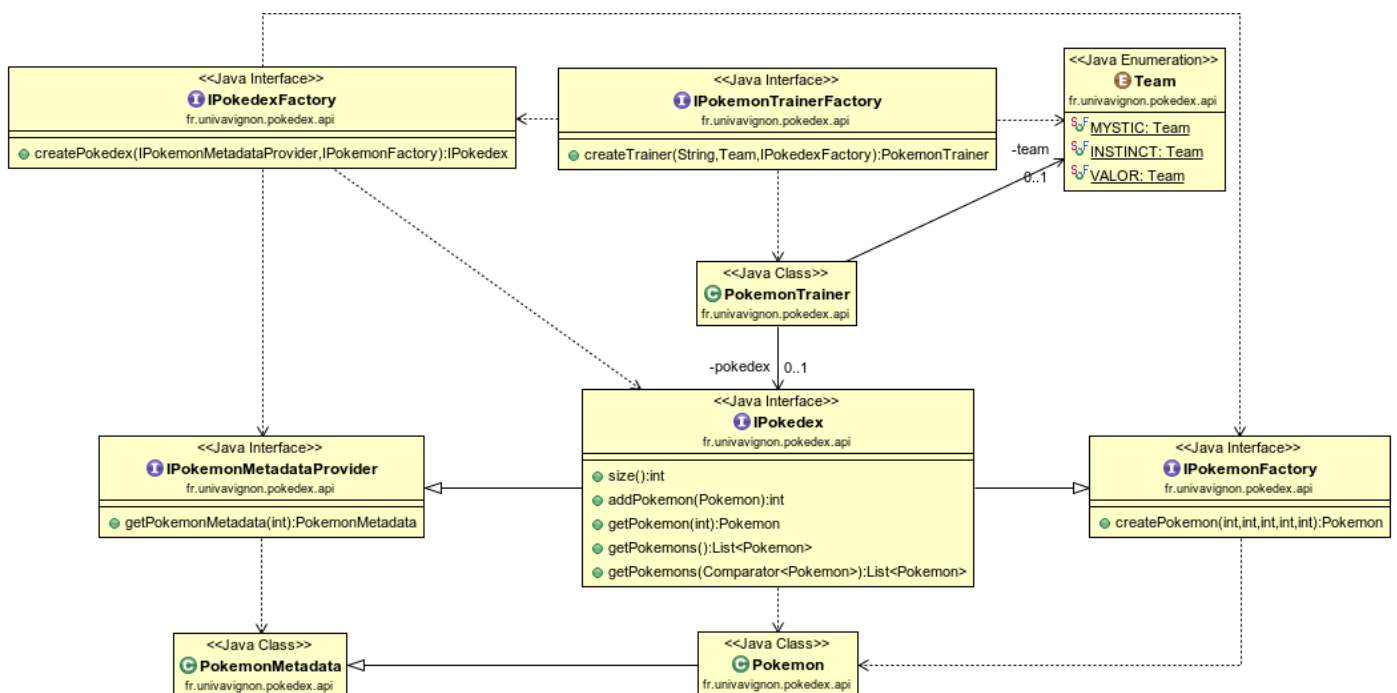 <<Java Interface>>
IPokedexFactory
fr.univavignon.pokedex.api
createPokedex(IPokemonMetadataProvider,IPokemonFactory):IPokedex
<<Java Interface>>
IPokemonTrainerFactory
fr.univavignon.pokedex.api
createTrainer(String,Team,IPokedexFactory):PokemonTrainer
<<Java Enumeration>>
Team
fr.univavignon.pokedex.api
MYSTIC: Team
INSTINCT: Team
VALOR: Team
-team
0..1
<<Java Class>>
PokemonTrainer
fr.univavignon.pokedex.api
-pokedex 0..1
<<Java Interface>>
IPokemonMetadataProvider
fr.univavignon.pokedex.api
getPokemonMetadata(int):PokemonMetadata
<<Java Interface>>
IPokedex
fr.univavignon.pokedex.api
size():int
addPokemon(Pokemon):int
getPokemon(int):Pokemon
getPokemons():List<Pokemon>
getPokemons(Comparator<Pokemon>):List<Pokemon>
<<Java Interface>>
IPokemonFactory
fr.univavignon.pokedex.api
createPokemon(int,int,int,int,int):Pokemon
<<Java Class>>
PokemonMetadata
fr.univavignon.pokedex.api
<<Java Class>>
Pokemon
fr.univavignon.pokedex.api